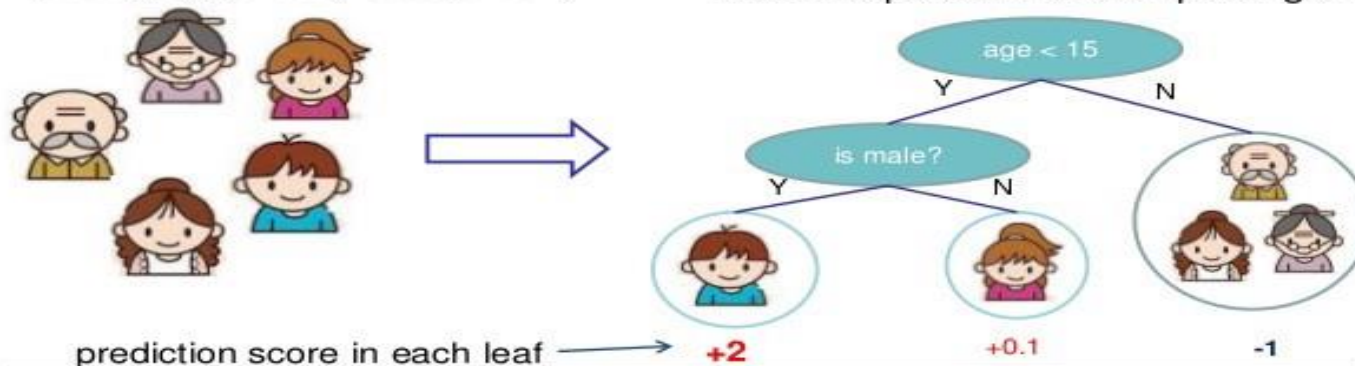 age < 15
Y
N
is male?
Y
N
prediction score in each leaf
+2
+0.1
-1